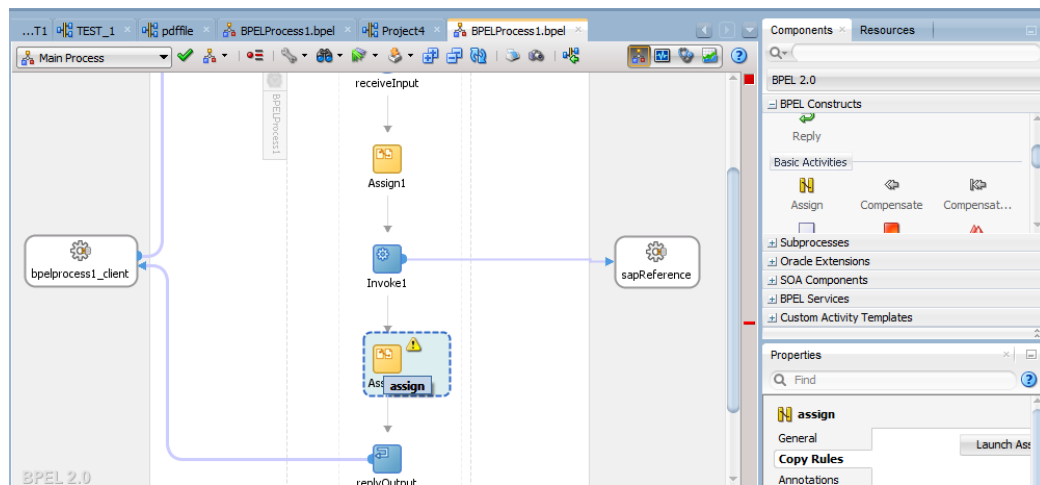 ...T1
TEST_1
pdffile
BPELProcess1.bpel
Project4
BPELProcess1.bpel
Main Process
receiveInput
BPELProcess1
Assign1
bpelprocess1_client
Invoke1
sapReference
assign
replyOutput
BPEL 2.0
Components
Resources
BPEL 2.0
BPEL Constructs
Reply
Basic Activities
Assign
Compensate
Compensat...
Subprocesses
Oracle Extensions
SOA Components
BPEL Services
Custom Activity Templates
Properties
Find
assign
General
Launch Ass
Copy Rules
Annotations